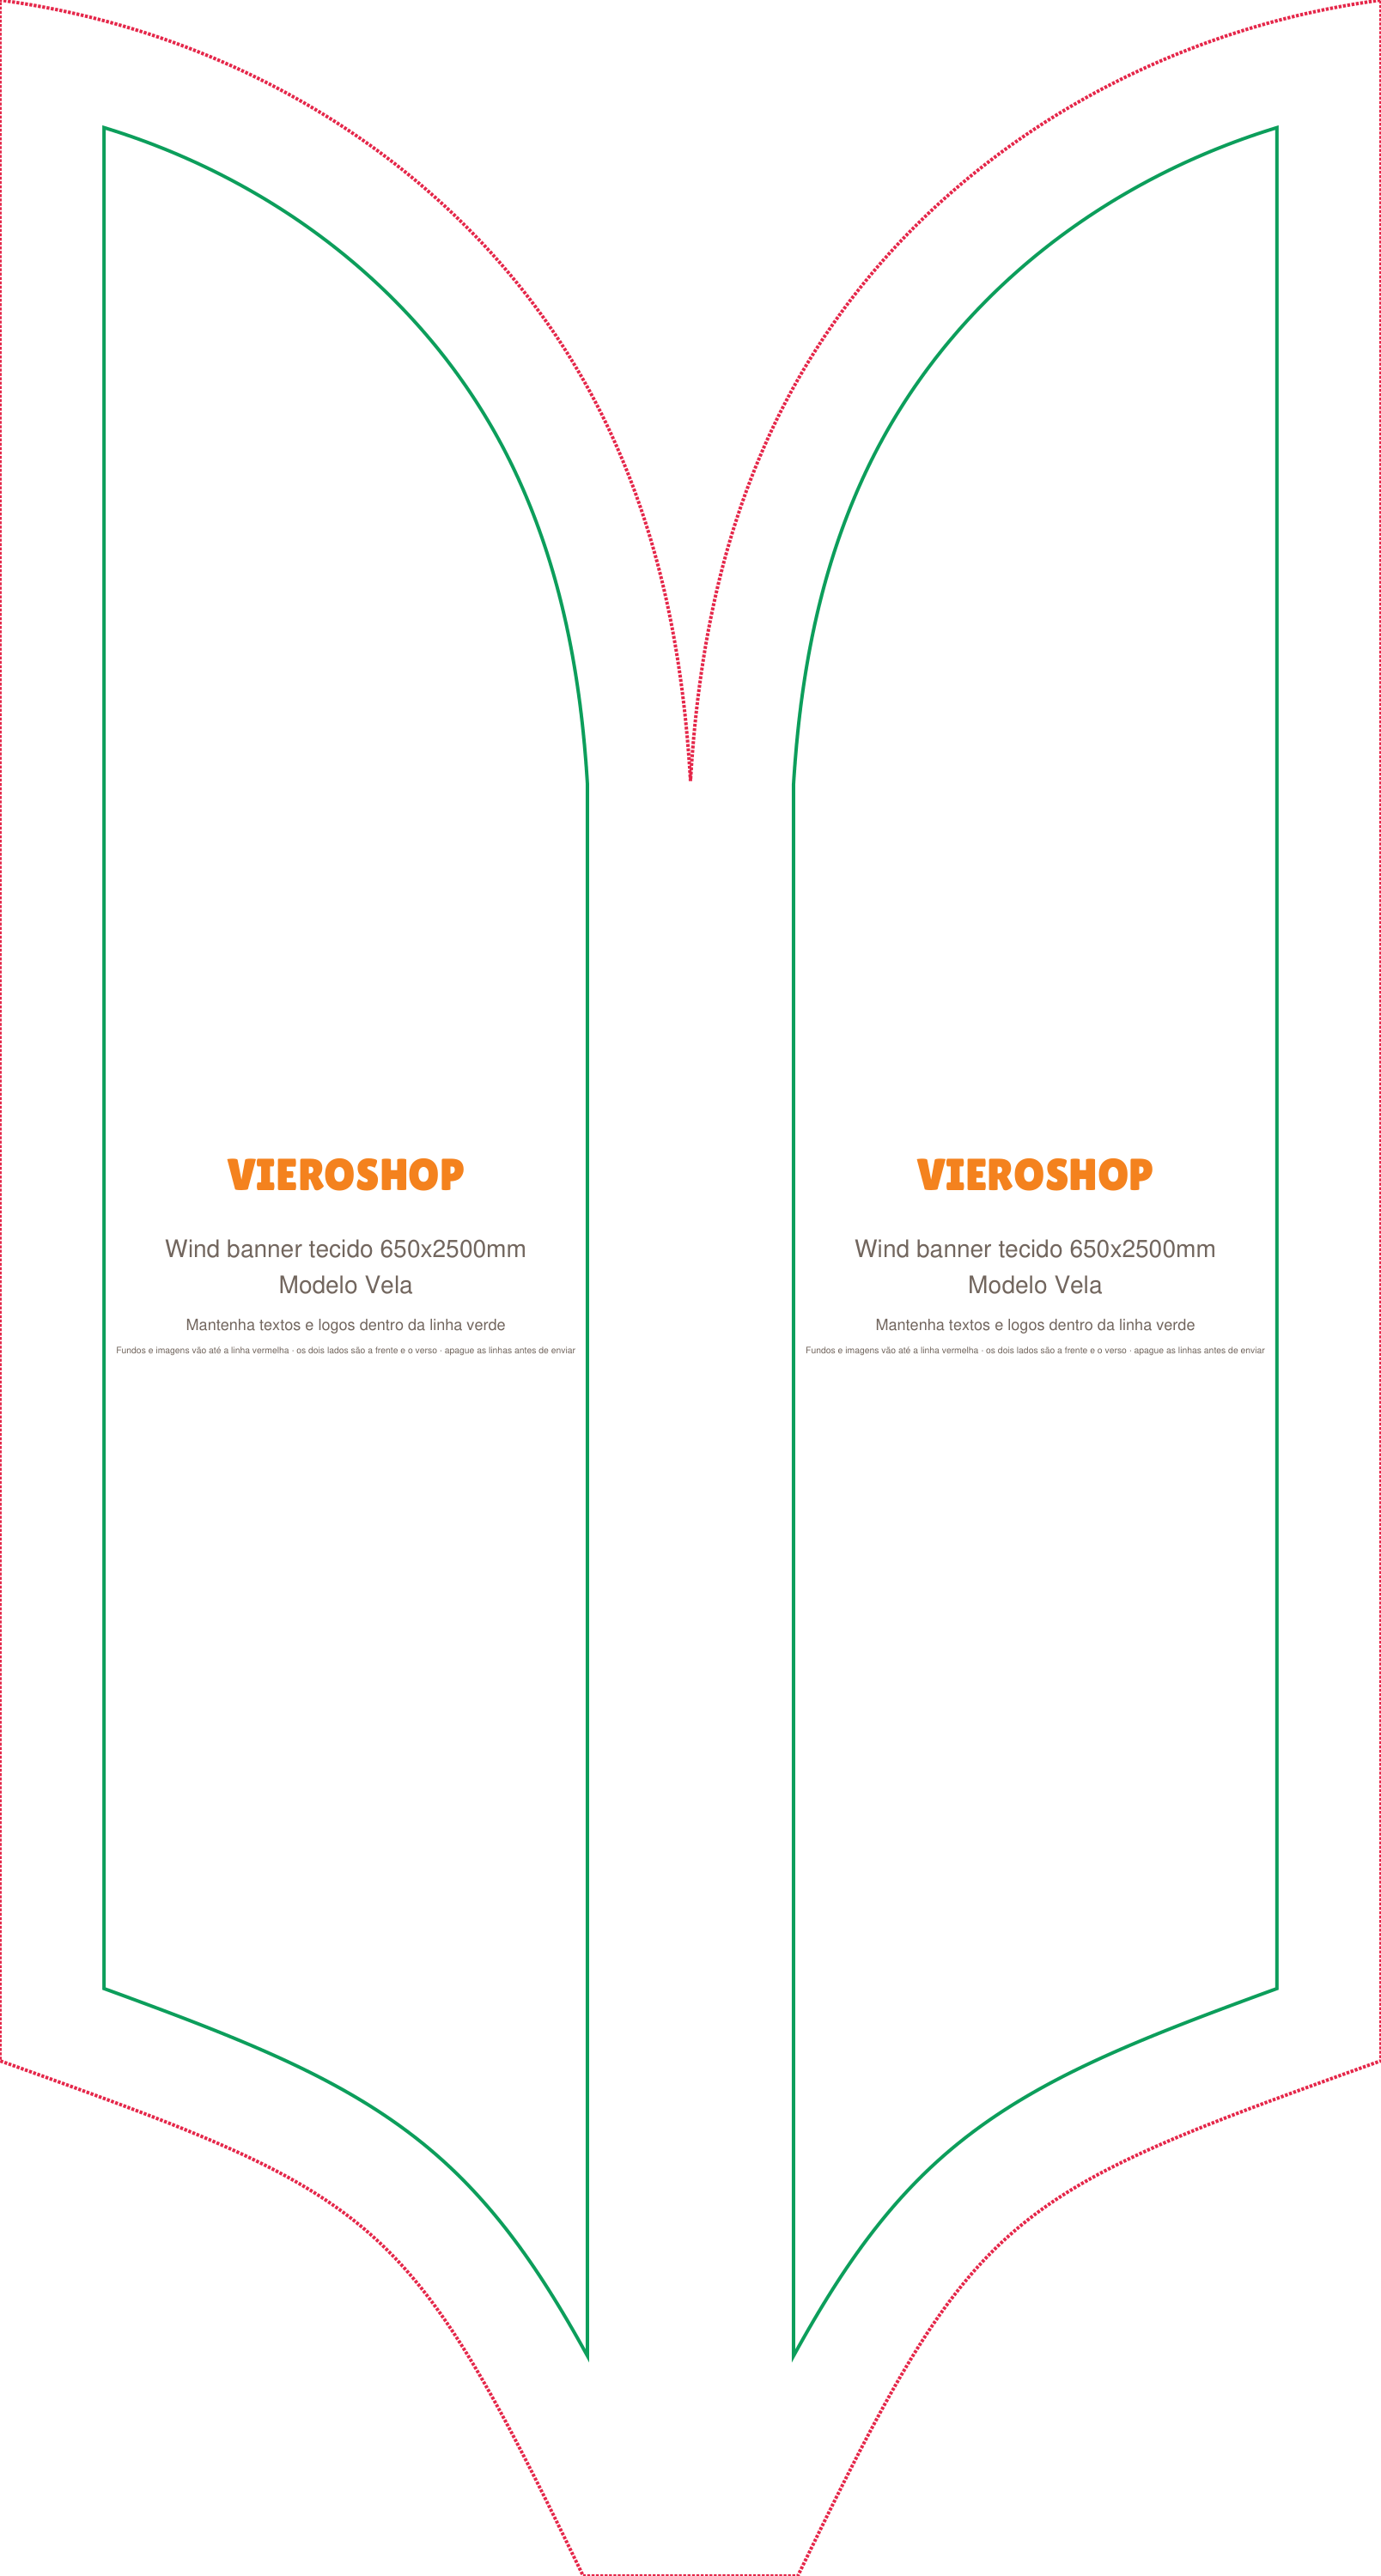 VIEROSHOP
Wind banner tecido 650x2500mm
Modelo Vela
Mantenha textos e logos dentro da linha verde
Fundos e imagens vão até a linha vermelha · os dois lados são a frente e o verso · apague as linhas antes de enviar
VIEROSHOP
Wind banner tecido 650x2500mm
Modelo Vela
Mantenha textos e logos dentro da linha verde
Fundos e imagens vão até a linha vermelha · os dois lados são a frente e o verso · apague as linhas antes de enviar